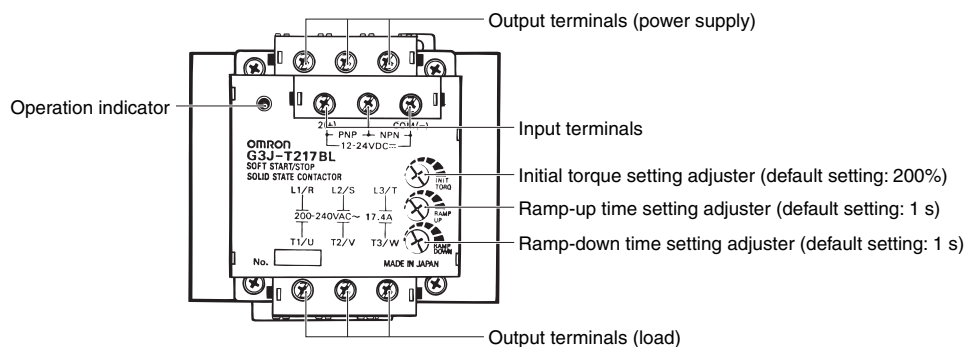 Output terminals (power supply)
Operation indicator
Input terminals
PNP NPN
12-24VDC
OMRON
G3J-T217BL
SOFT START/STOP
SOLID STATE CONTACTOR
INIT
TORQ
Initial torque setting adjuster (default setting: 200%)
L1/R L2/S L3/T
200-240VAC~ 17.4A
RAMP
UP
Ramp-up time setting adjuster (default setting: 1 s)
T1/U T2/V T3/W
RAMP
DOWN
Ramp-down time setting adjuster (default setting: 1 s)
No. MADE IN JAPAN
Output terminals (load)